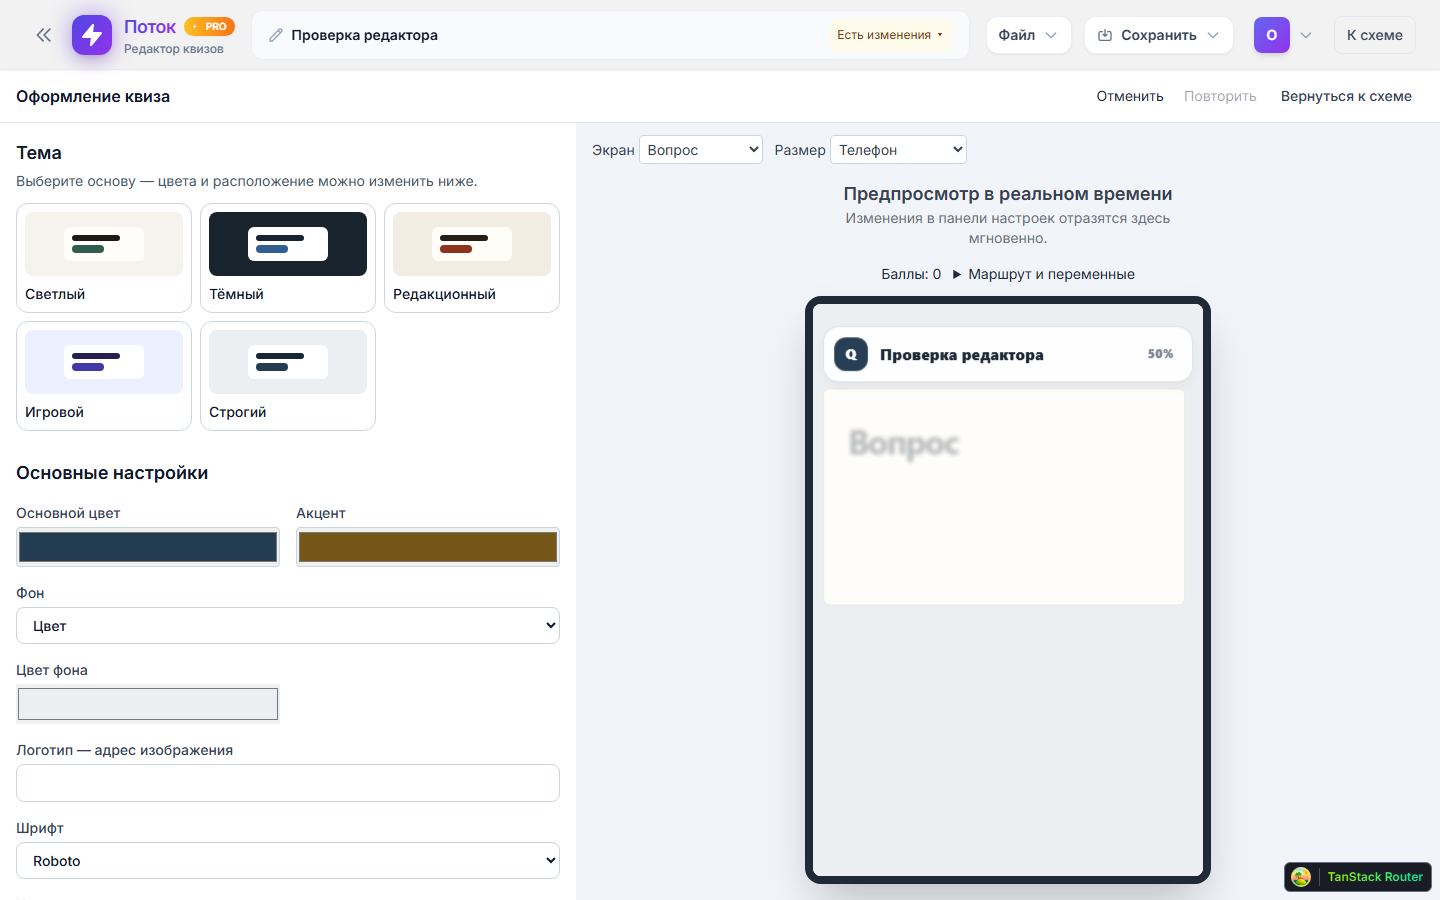 Поток
PRO
Редактор квизов
Проверка редактора
Есть изменения
Файл
Сохранить
О
К схеме
Оформление квиза
Отменить
Повторить
Вернуться к схеме
Тема
Выберите основу — цвета и расположение можно изменить ниже.
Светлый
Тёмный
Редакционный
Игровой
Строгий
Основные настройки
Основной цвет
Акцент
Фон
Цвет
Цвет фона
Логотип — адрес изображения
Шрифт
Roboto
Экран
Вопрос
Размер
Телефон
Предпросмотр в реальном времени
Изменения в панели настроек отразятся здесь
мгновенно.
Баллы: 0
Маршрут и переменные
Q
Проверка редактора
50%
Вопрос
TanStack Router